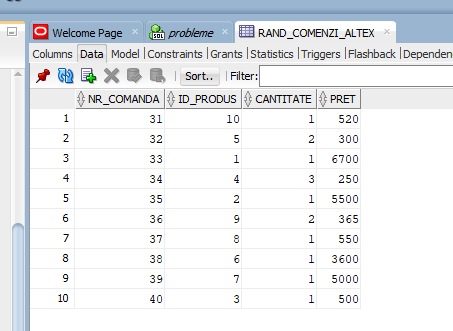 Welcome Page probleme RAND_COMENZI_ALTEX
Columns Data Model Constraints Grants Statistics Triggers Flashback Dependen
Sort.. Filter:
NR_COMANDA ID_PRODUS CANTITATE PRET
1 31 10 1 520
2 32 5 2 300
3 33 1 1 6700
4 34 4 3 250
5 35 2 1 5500
6 36 9 2 365
7 37 8 1 550
8 38 6 1 3600
9 39 7 1 5000
10 40 3 1 500